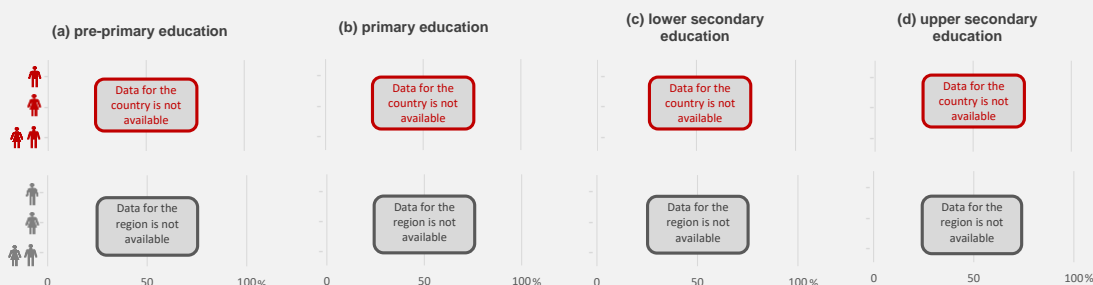 (a) pre-primary education
(b) primary education
(c) lower secondary
education
(d) upper secondary
education
Data for the
country is not
available
Data for the
country is not
available
Data for the
country is not
available
Data for the
country is not
available
Data for the
region is not
available
Data for the
region is not
available
Data for the
region is not
available
Data for the
region is not
available
0 50 100%
0 50 100%
0 50 100%
0 50 100%